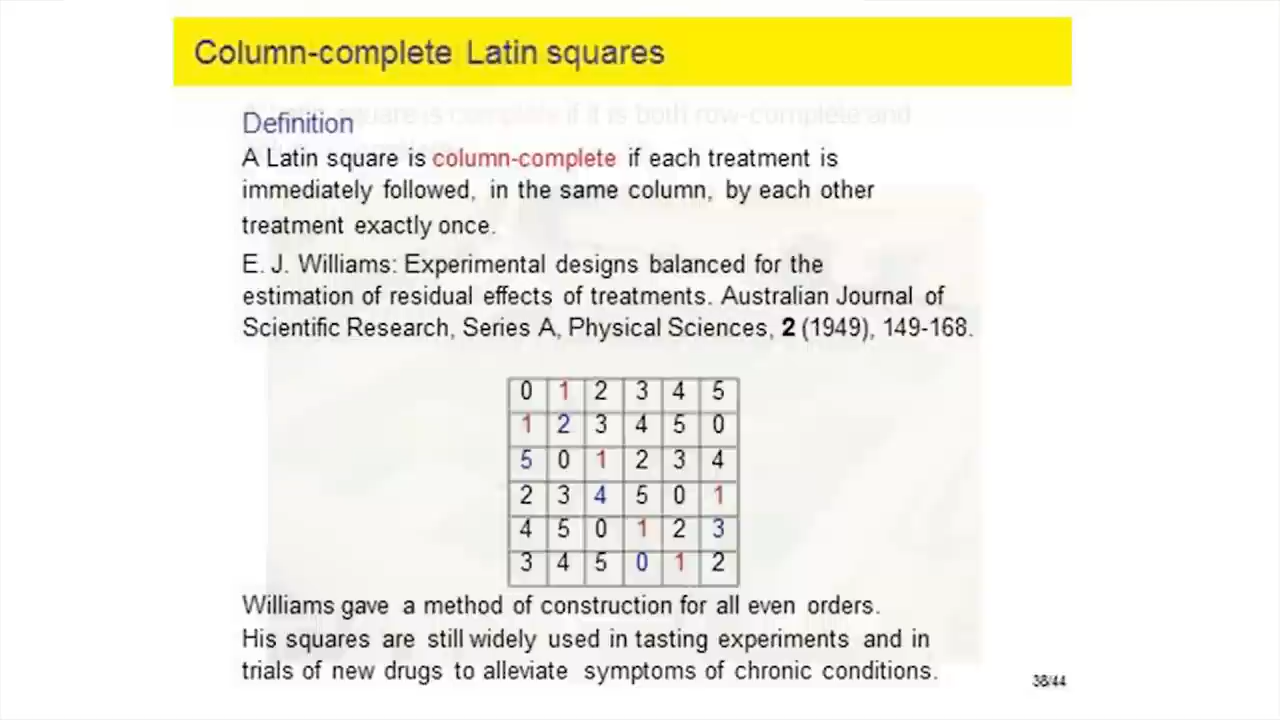 Column-complete Latin squares
Definition
A Latin square is column-complete if each treatment is
immediately followed, in the same column, by each other
treatment exactly once.
E. J. Williams: Experimental designs balanced for the
estimation of residual effects of treatments. Australian Journal of
Scientific Research, Series A, Physical Sciences, 2 (1949), 149-168.
0 1 2 3 4 5
1 2 3 4 5 0
5 0 1 2 3 4
2 3 4 5 0 1
4 5 0 1 2 3
3 4 5 0 1 2
Williams gave a method of construction for all even orders.
His squares are still widely used in tasting experiments and in
trials of new drugs to alleviate symptoms of chronic conditions.
38/44